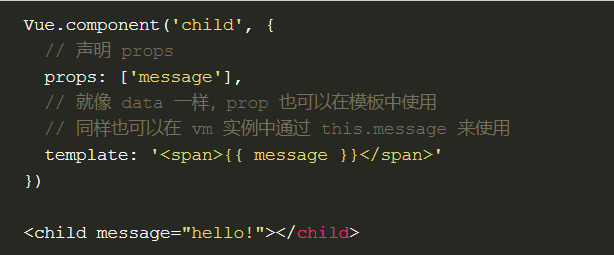 Vue.component('child', {
  // 声明 props
  props: ['message'],
  // 就像 data 一样，prop 也可以在模板中使用
  // 同样也可以在 vm 实例中通过 this.message 来使用
  template: '<span>{{ message }}</span>'
})

<child message="hello!"></child>